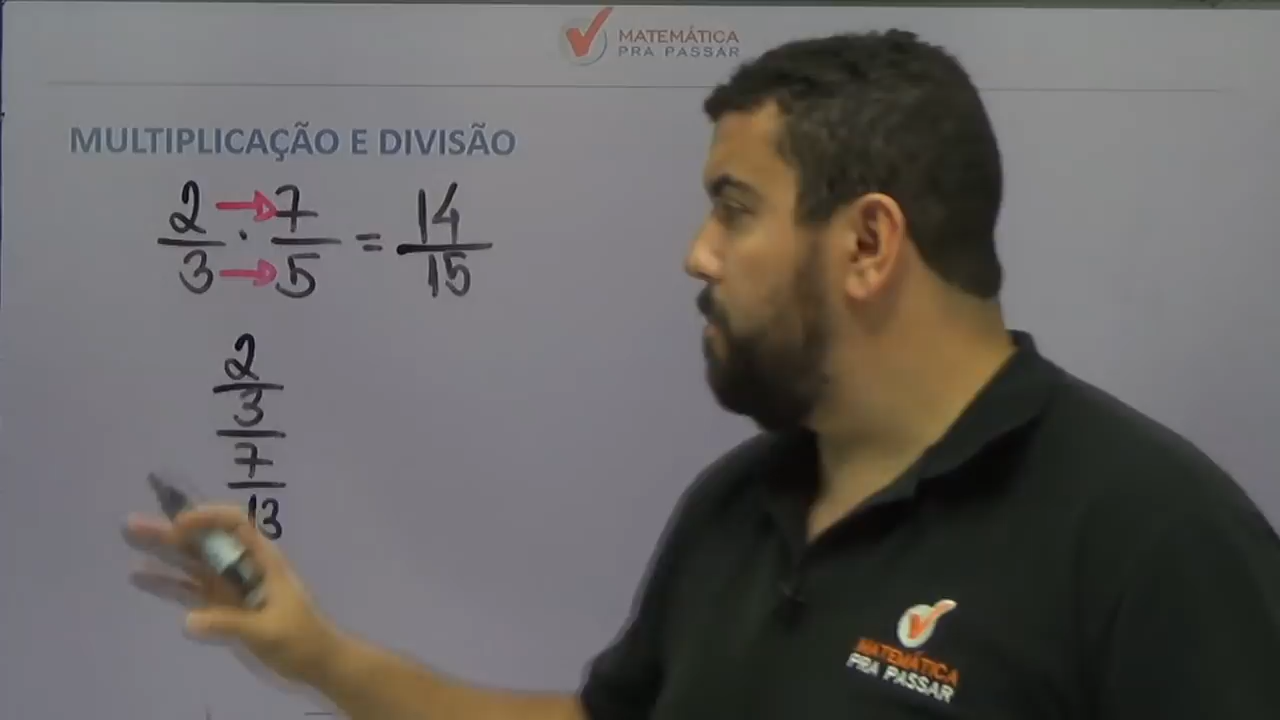 MATEMÁTICA
PRA PASSAR
MULTIPLICAÇÃO E DIVISÃO
2/3 · 7/5 = 14/15
2
3
7
13
MATEMÁTICA
PRA PASSAR